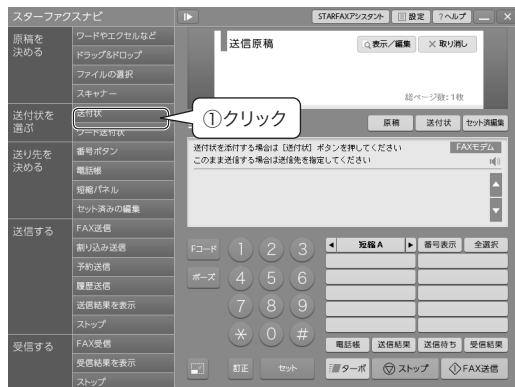 スターファクスナビ
STARFAXアシスタント
設定
?ヘルプ
原稿を
決める
ワードやエクセルなど
ドラッグ&ドロップ
ファイルの選択
スキャナー
送信原稿
表示/編集
取り消し
総ページ数:1枚
送付状を
選ぶ
送付状
ワード送付状
①クリック
原稿
送付状
セット済編集
送り先を
決める
番号ボタン
電話帳
短縮パネル
セット済みの編集
送付状を添付する場合は [送付状] ボタンを押してください
このまま送信する場合は送信先を指定してください
FAXモデム
送信する
FAX送信
割り込み送信
予約送信
履歴送信
送信結果を表示
ストップ
Fコード
1 2 3
ポーズ
4 5 6
7 8 9
* 0 #
訂正
セット
短縮A
番号表示
全選択
電話帳
送信結果
送信待ち
受信結果
ターボ
ストップ
FAX送信
受信する
FAX受信
受信結果を表示
ストップ